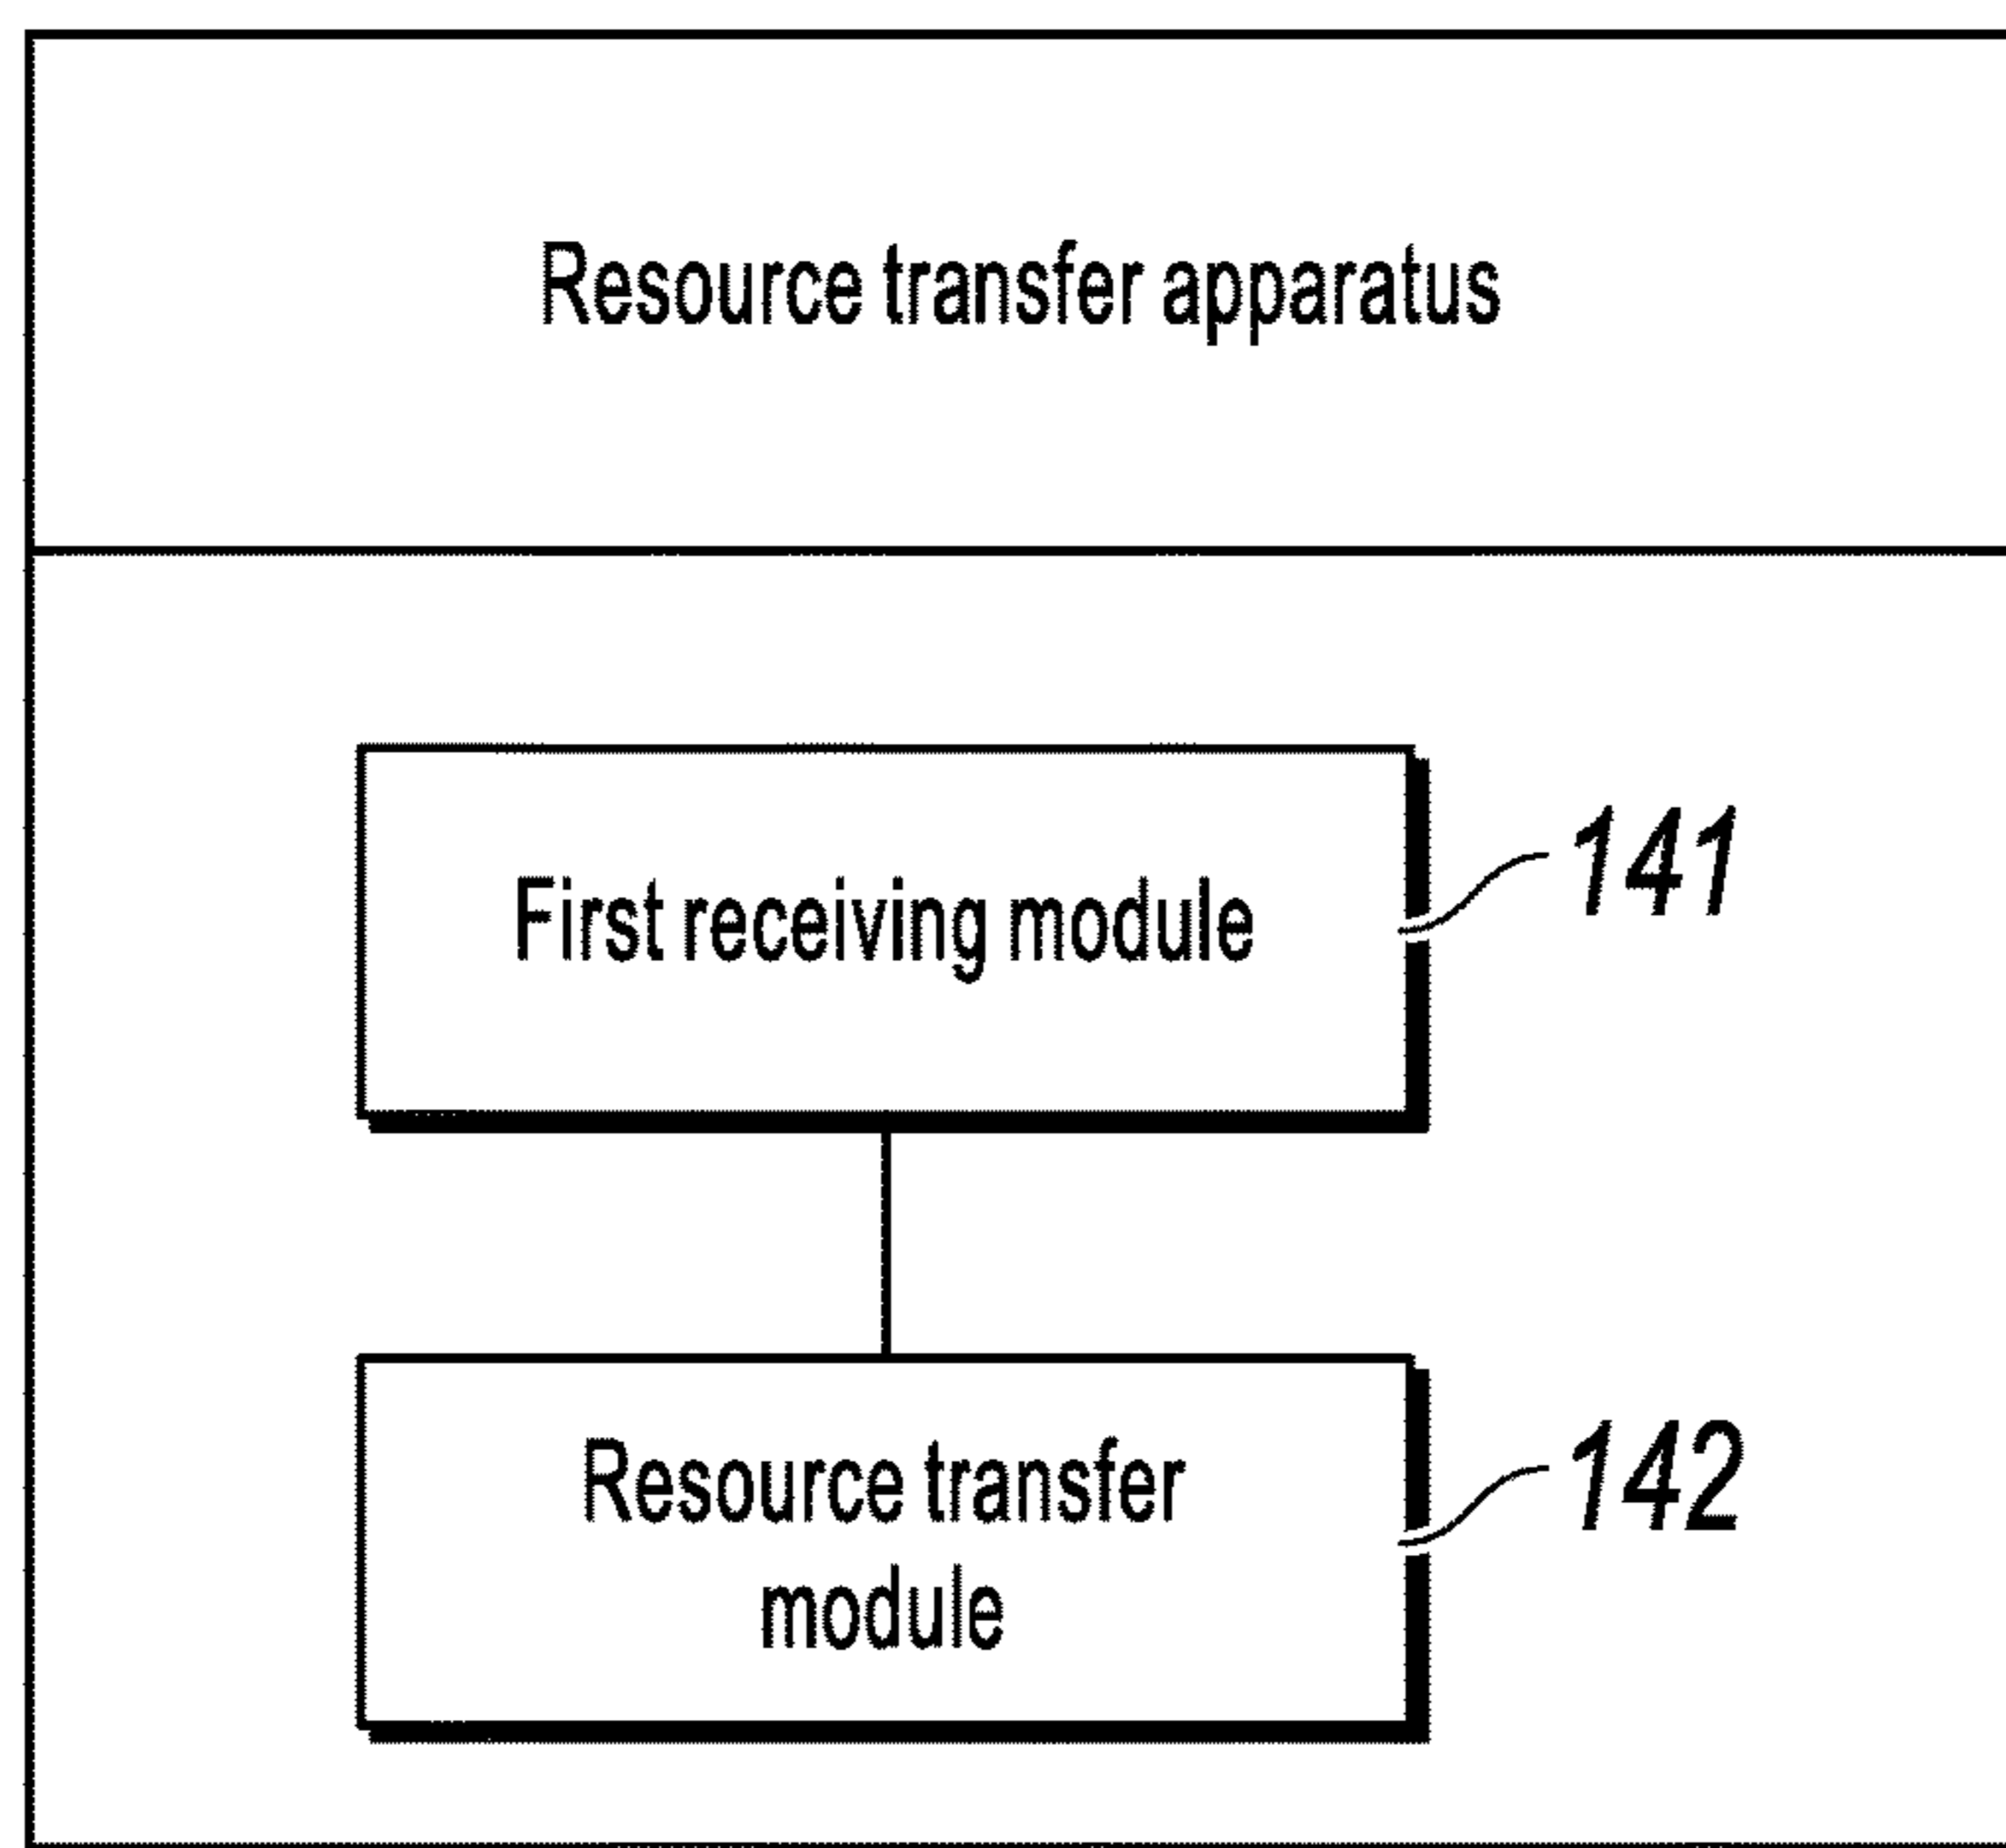 Resource transfer apparatus
First receiving module
141
Resource transfer
module
142